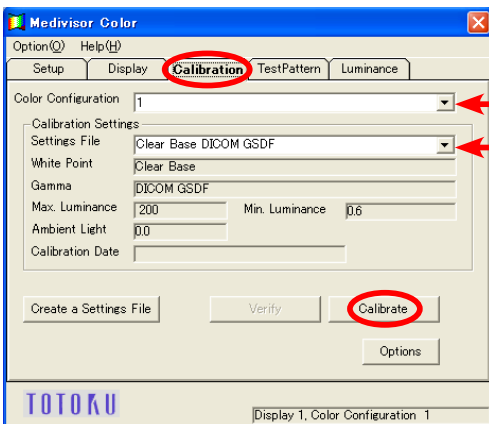 Medivisor Color
Option(O) Help(H)
Setup Display Calibration TestPattern Luminance
Color Configuration 1
Calibration Settings
Settings File Clear Base DICOM GSDF
White Point Clear Base
Gamma DICOM GSDF
Max. Luminance 200 Min. Luminance 0.6
Ambient Light 0.0
Calibration Date
Create a Settings File Verify Calibrate
Options
TOTOKU
Display 1, Color Configuration 1